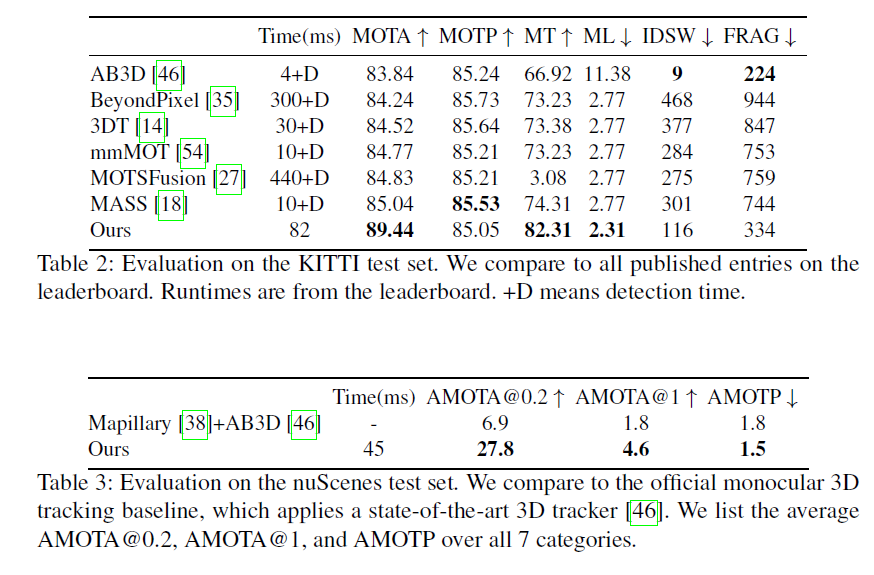 Time(ms) MOTA ↑ MOTP ↑ MT ↑ ML ↓ IDSW ↓ FRAG ↓
AB3D [46] 4+D 83.84 85.24 66.92 11.38 9 224
BeyondPixel [35] 300+D 84.24 85.73 73.23 2.77 468 944
3DT [14] 30+D 84.52 85.64 73.38 2.77 377 847
mmMOT [54] 10+D 84.77 85.21 73.23 2.77 284 753
MOTSFusion [27] 440+D 84.83 85.21 3.08 2.77 275 759
MASS [18] 10+D 85.04 85.53 74.31 2.77 301 744
Ours 82 89.44 85.05 82.31 2.31 116 334
Table 2: Evaluation on the KITTI test set. We compare to all published entries on the
leaderboard. Runtimes are from the leaderboard. +D means detection time.
Time(ms) AMOTA@0.2 ↑ AMOTA@1 ↑ AMOTP ↓
Mapillary [38]+AB3D [46] - 6.9 1.8 1.8
Ours 45 27.8 4.6 1.5
Table 3: Evaluation on the nuScenes test set. We compare to the official monocular 3D
tracking baseline, which applies a state-of-the-art 3D tracker [46]. We list the average
AMOTA@0.2, AMOTA@1, and AMOTP over all 7 categories.